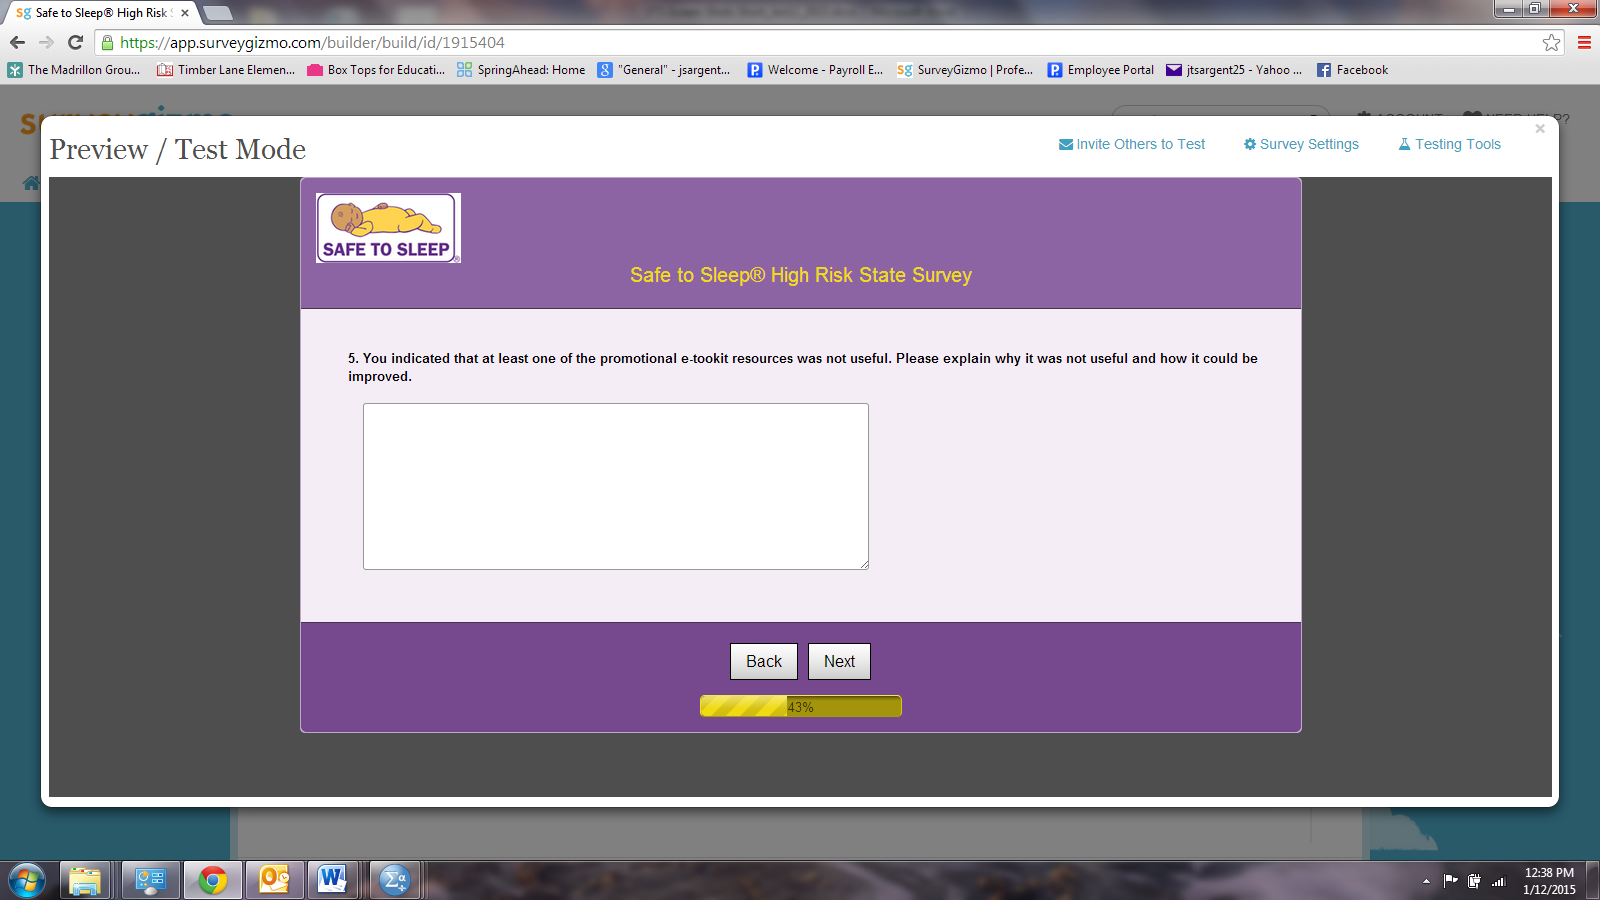 Safe to Sleep® High Risk S
https://app.surveygizmo.com/builder/build/id/1915404
The Madrillon Grou... Timber Lane Elemen... Box Tops for Educati... SpringAhead: Home "General" - jsargent... Welcome - Payroll E... SurveyGizmo | Profe... Employee Portal jtsargent25 - Yahoo ... Facebook
Preview / Test Mode
Invite Others to Test Survey Settings Testing Tools
SAFE TO SLEEP®
Safe to Sleep® High Risk State Survey
5. You indicated that at least one of the promotional e-tookit resources was not useful. Please explain why it was not useful and how it could be
improved.
Back Next
43%
12:38 PM
1/12/2015